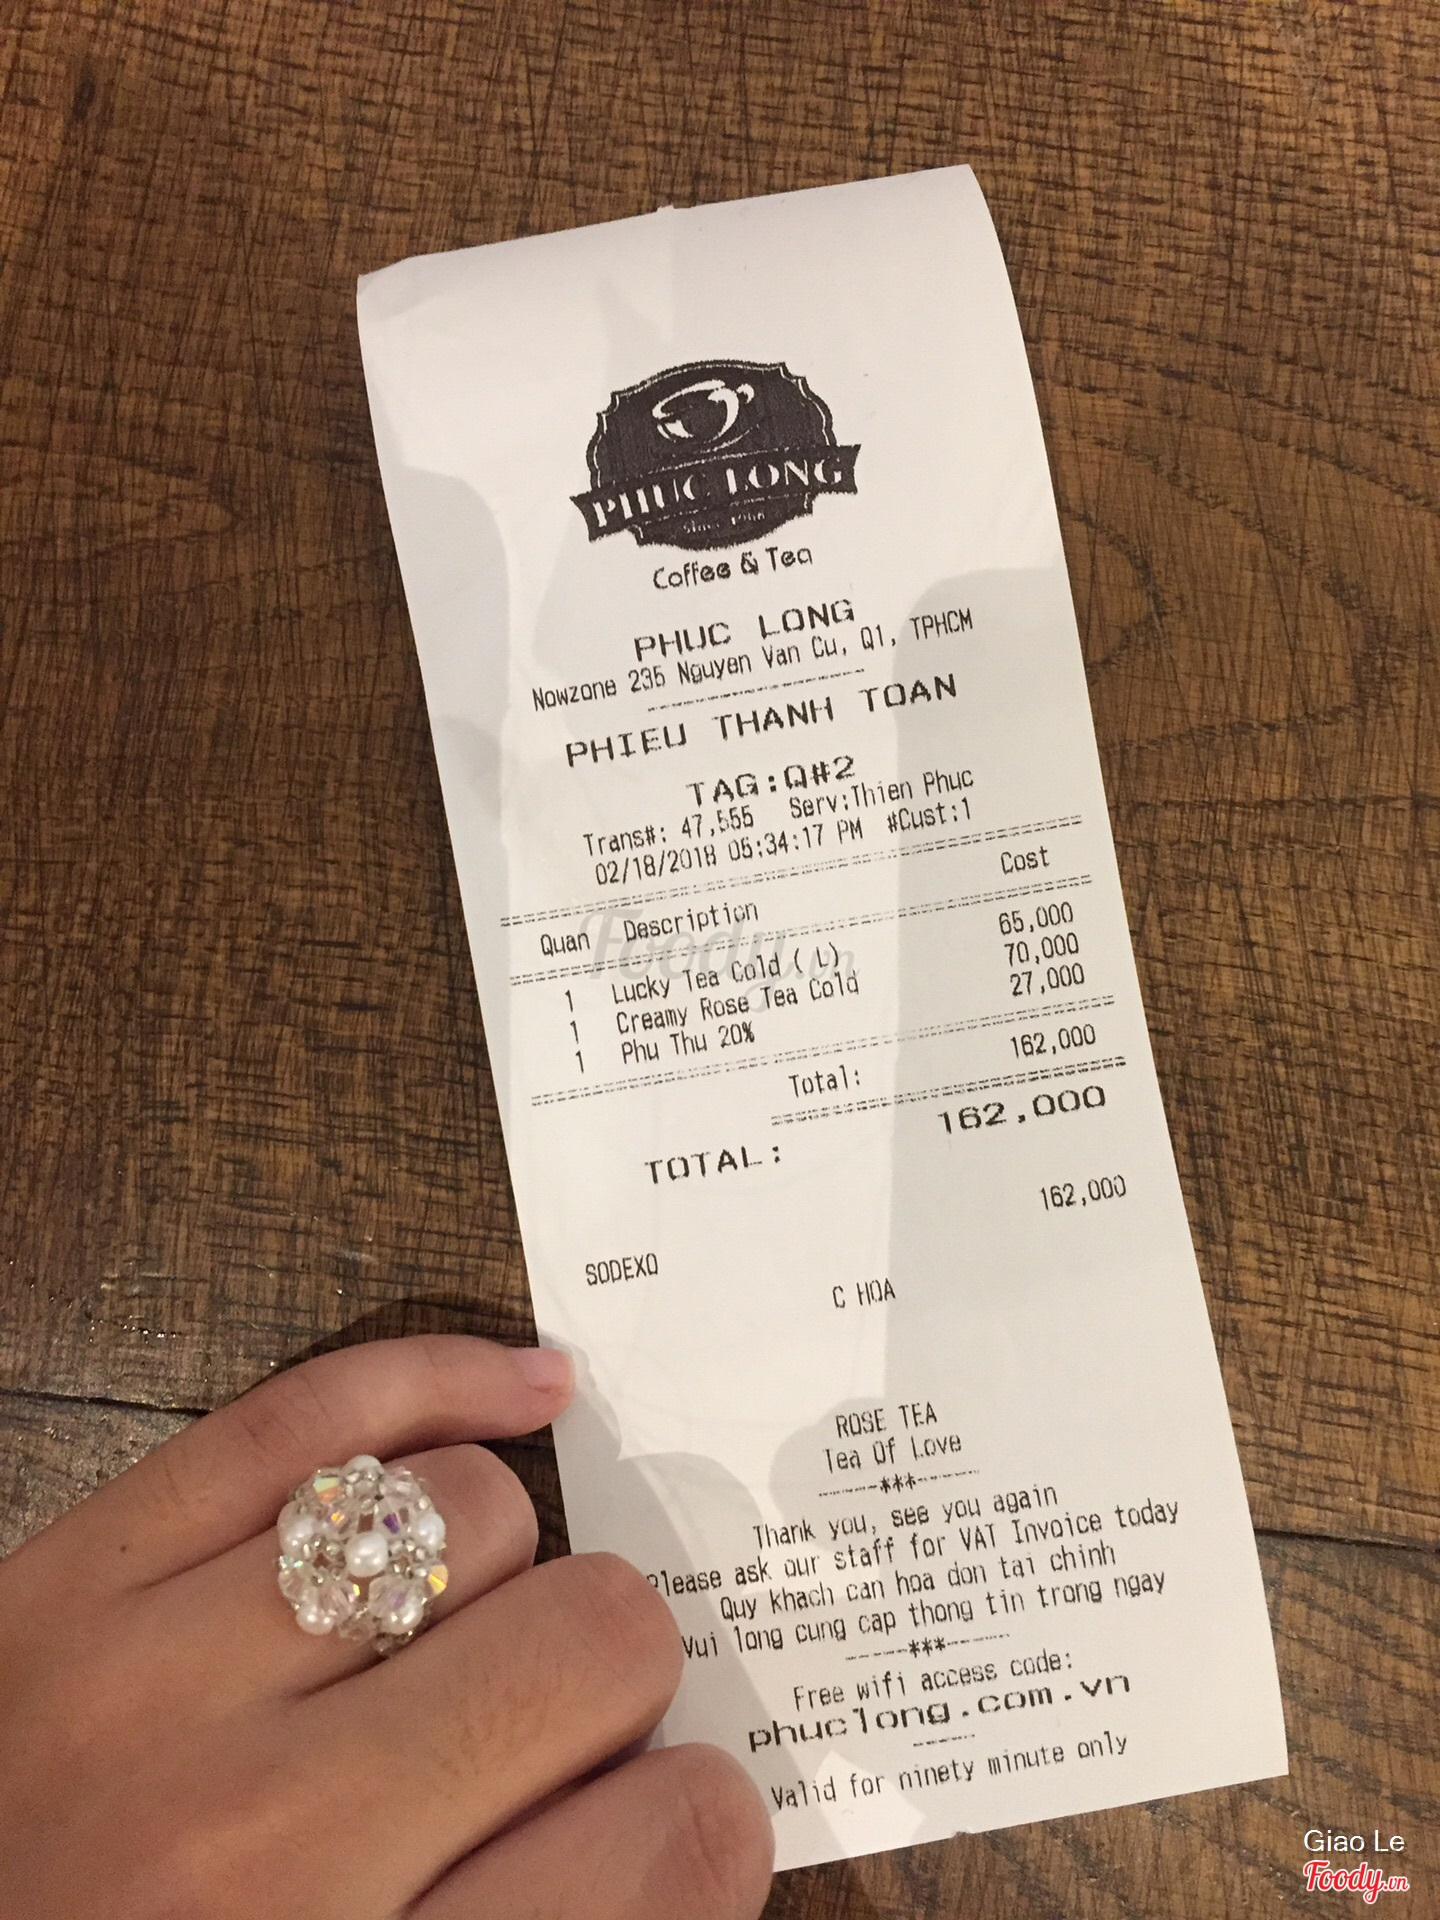 PHUC LONG
Since 1968
Coffee & Tea
PHUC LONG
Nowzone 235 Nguyen Van Cu, Q1, TPHCM
PHIEU THANH TOAN
TAG:Q#2
Trans#: 47,555 Serv:Thien Phuc
02/18/2018 05:34:17 PM #Cust:1
Quan Description Cost
1 Lucky Tea Cold ( L) 65,000
1 Creamy Rose Tea Cold 70,000
1 Phu Thu 20% 27,000
Total: 162,000
TOTAL: 162,000
SODEXO 162,000
C HOA
ROSE TEA
Tea Of Love
-----***-----
Thank you, see you again
Please ask our staff for VAT Invoice today
Quy khach can hoa don tai chinh
Vui long cung cap thong tin trong ngay
-----***-----
Free wifi access code:
phuclong.com.vn
Valid for ninety minute only
Foody.vn
Giao Le
Foody.vn